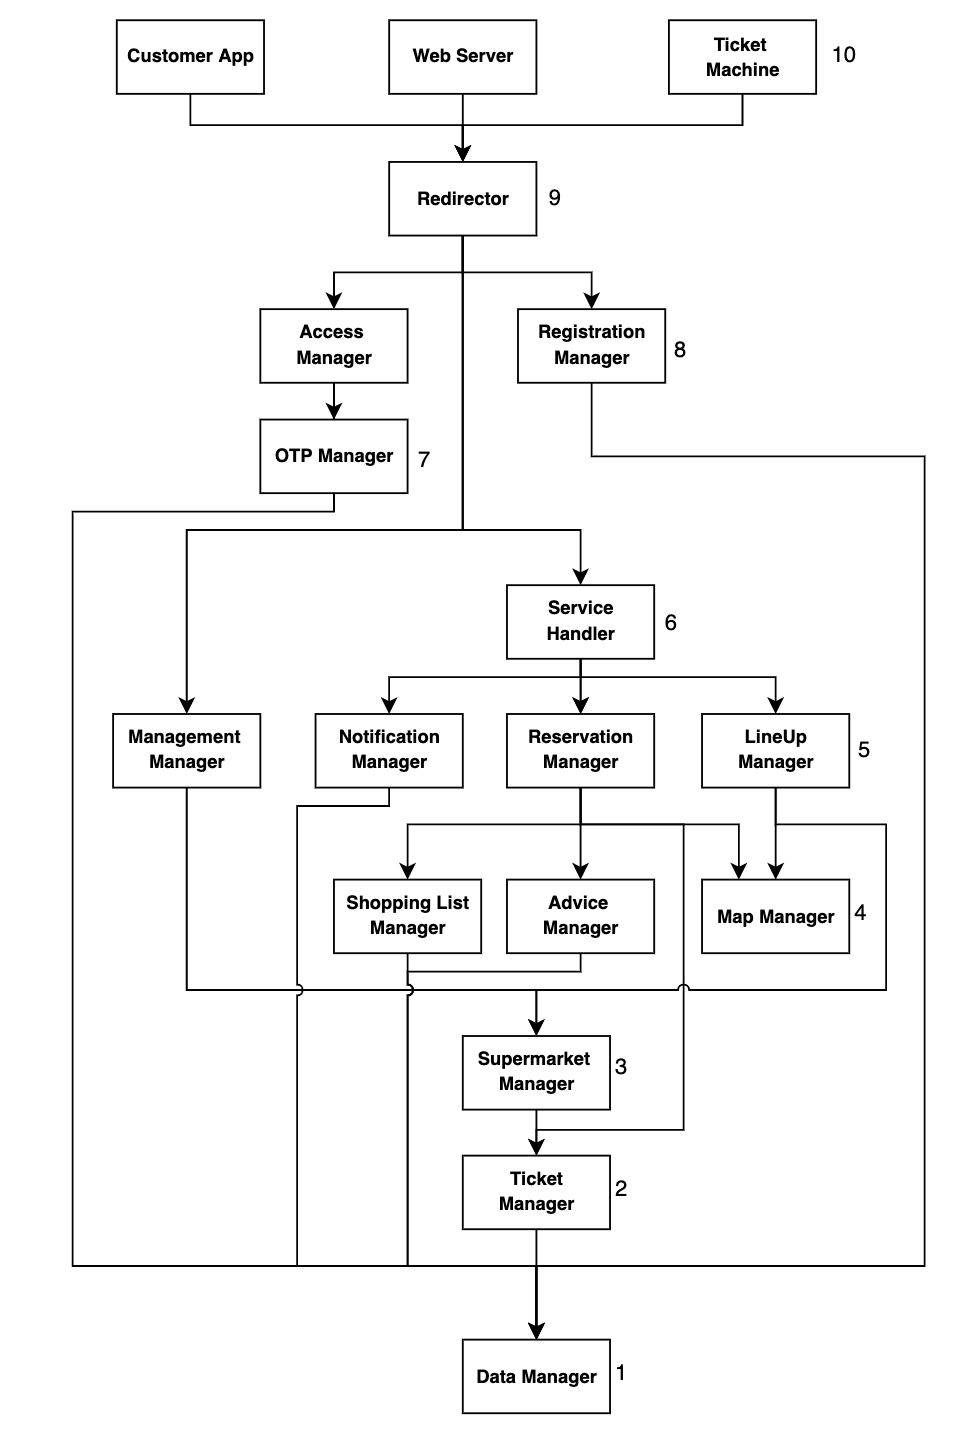 Customer App
Web Server
Ticket
Machine
10
Redirector
9
Access
Manager
Registration
Manager
8
OTP Manager
7
Service
Handler
6
Management
Manager
Notification
Manager
Reservation
Manager
LineUp
Manager
5
Shopping List
Manager
Advice
Manager
Map Manager
4
Supermarket
Manager
3
Ticket
Manager
2
Data Manager
1